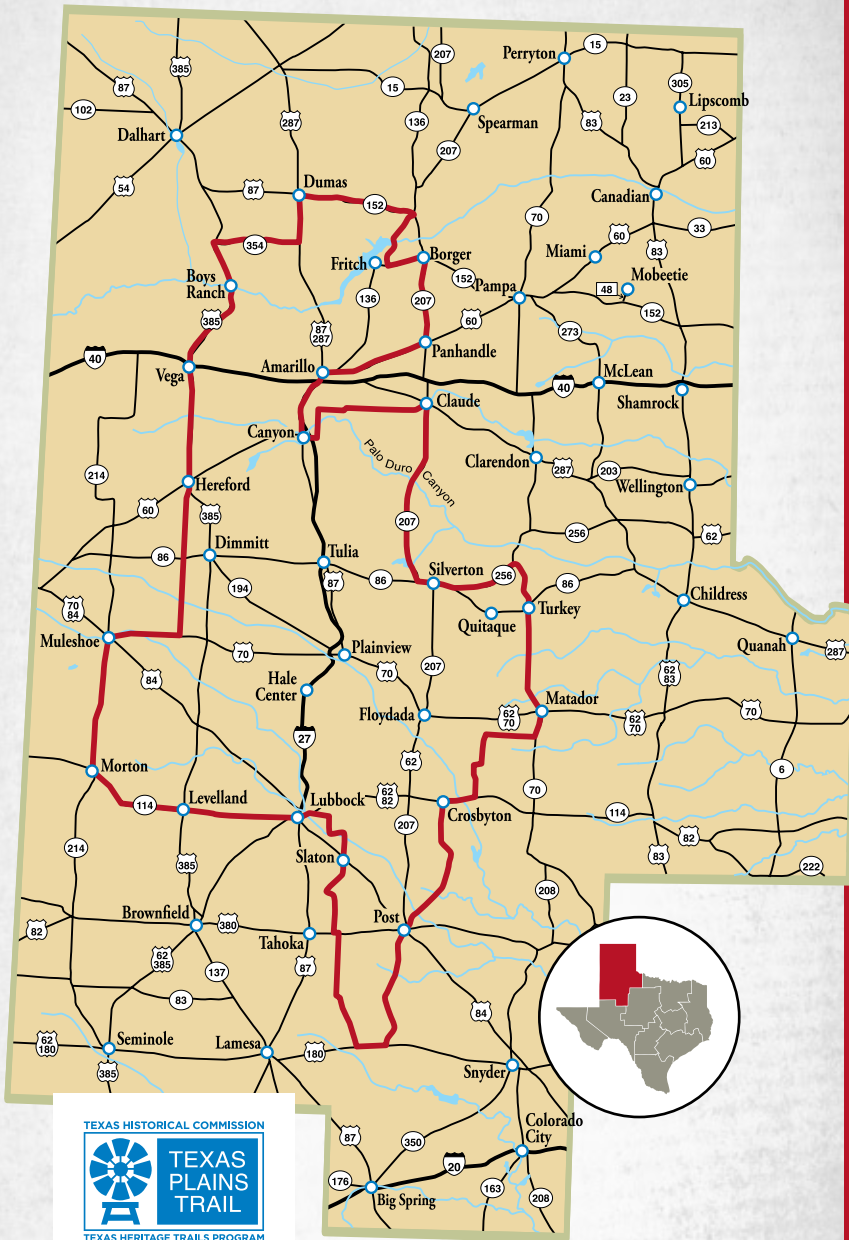 385
207
Perryton
15
87
15
23
305
102
Lipscomb
287
136
Spearman
83
213
Dalhart
207
60
54
Dumas
87
152
Canadian
70
60
33
354
Miami
83
Borger
Fritch
Boys
Ranch
152
Mobeetie
136
Pampa
48
207
152
385
60
87
287
273
Panhandle
40
Amarillo
McLean
Vega
40
Shamrock
Claude
Canyon
Palo Duro Canyon
Clarendon
214
287
203
Hereford
Wellington
60
385
207
256
62
Dimmitt
86
Tulia
Silverton
256
87
86
86
194
Childress
70
84
Turkey
Quitaque
Muleshoe
Quanah
70
Plainview
287
207
70
62
83
84
Hale
Center
Matador
Floydada
62
70
70
62
70
27
62
Morton
6
70
62
82
114
Levelland
Lubbock
Crosbyton
114
207
82
214
83
Slaton
385
222
208
Brownfield
Post
380
82
Tahoka
62
385
87
137
83
84
62
180
Seminole
Lamesa
180
385
Snyder
Colorado
City
87
350
20
176
163
208
Big Spring
TEXAS HISTORICAL COMMISSION
TEXAS
PLAINS
TRAIL
TEXAS HERITAGE TRAILS PROGRAM